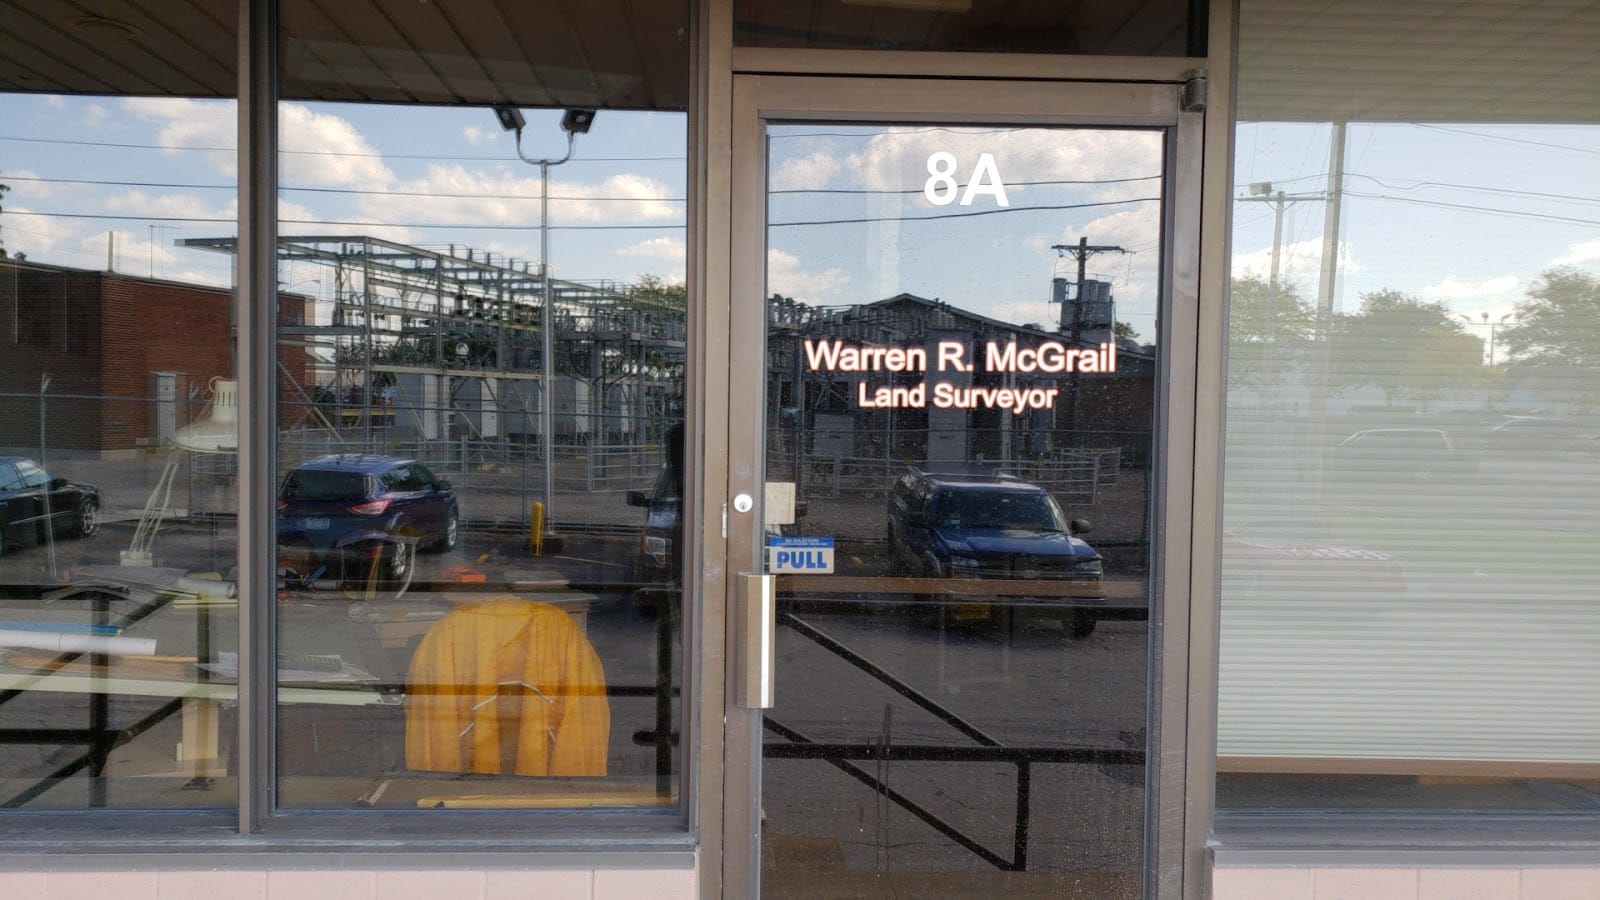 8A
Warren R. McGrail
Land Surveyor
PULL